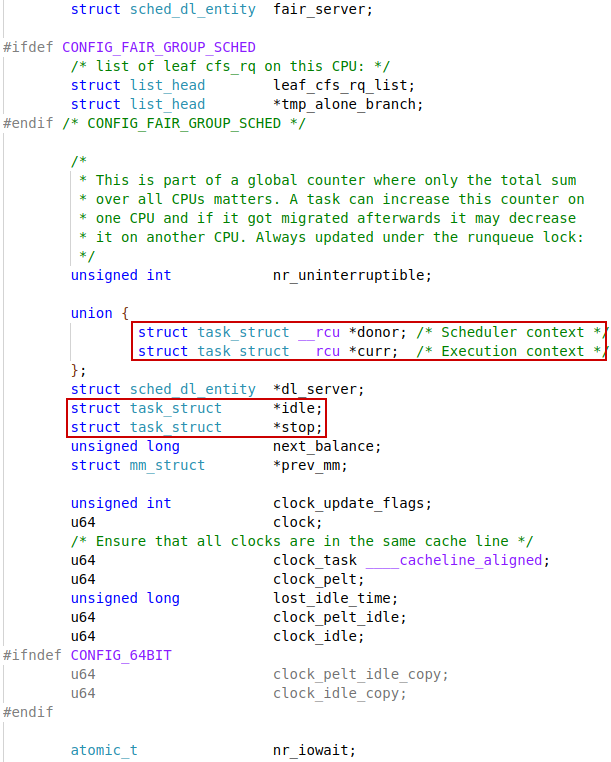 struct sched_dl_entity  fair_server;
#ifdef CONFIG_FAIR_GROUP_SCHED
/* list of leaf cfs_rq on this CPU: */
struct list_head        leaf_cfs_rq_list;
struct list_head        *tmp_alone_branch;
#endif /* CONFIG_FAIR_GROUP_SCHED */
/*
* This is part of a global counter where only the total sum
* over all CPUs matters. A task can increase this counter on
* one CPU and if it got migrated afterwards it may decrease
* it on another CPU. Always updated under the runqueue lock:
*/
unsigned int            nr_uninterruptible;
union {
struct task_struct __rcu *donor; /* Scheduler context */
struct task_struct __rcu *curr;  /* Execution context */
};
struct sched_dl_entity  *dl_server;
struct task_struct      *idle;
struct task_struct      *stop;
unsigned long           next_balance;
struct mm_struct        *prev_mm;
unsigned int            clock_update_flags;
u64                     clock;
/* Ensure that all clocks are in the same cache line */
u64                     clock_task ____cacheline_aligned;
u64                     clock_pelt;
unsigned long           lost_idle_time;
u64                     clock_pelt_idle;
u64                     clock_idle;
#ifndef CONFIG_64BIT
u64                     clock_pelt_idle_copy;
u64                     clock_idle_copy;
#endif
atomic_t                nr_iowait;